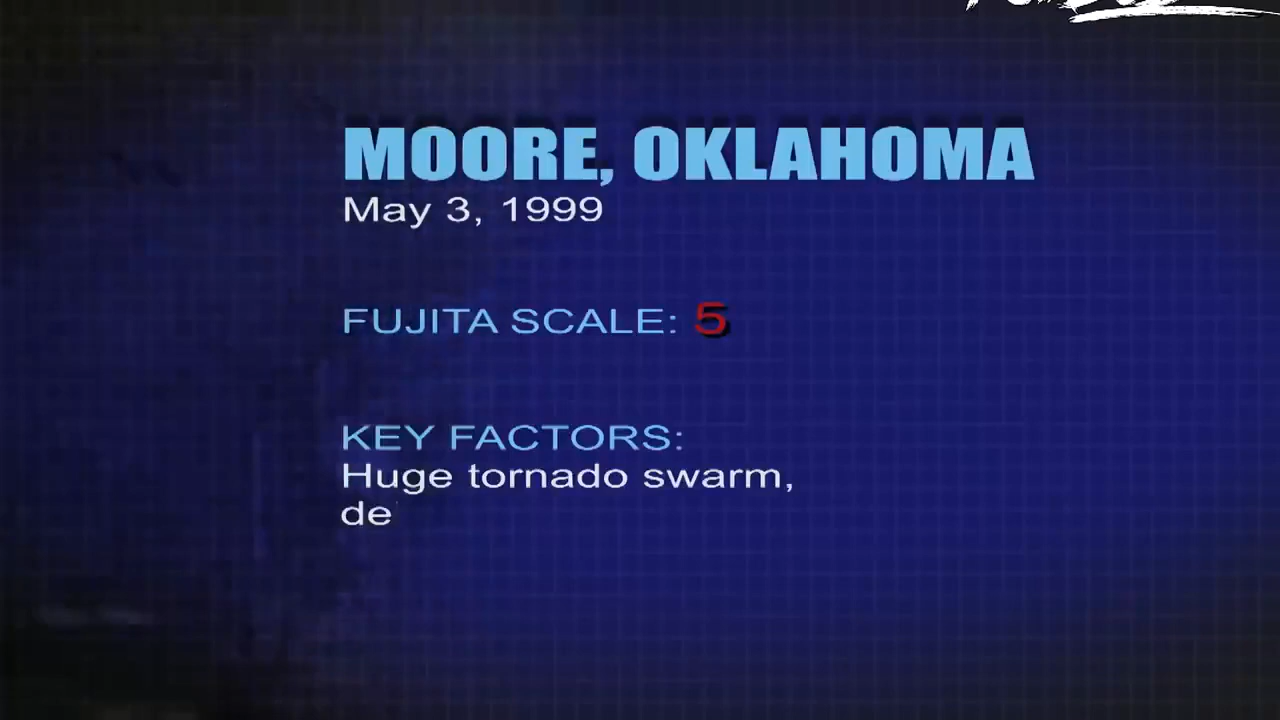 MOORE, OKLAHOMA
May 3, 1999
FUJITA SCALE: 5
KEY FACTORS:
Huge tornado swarm,
de